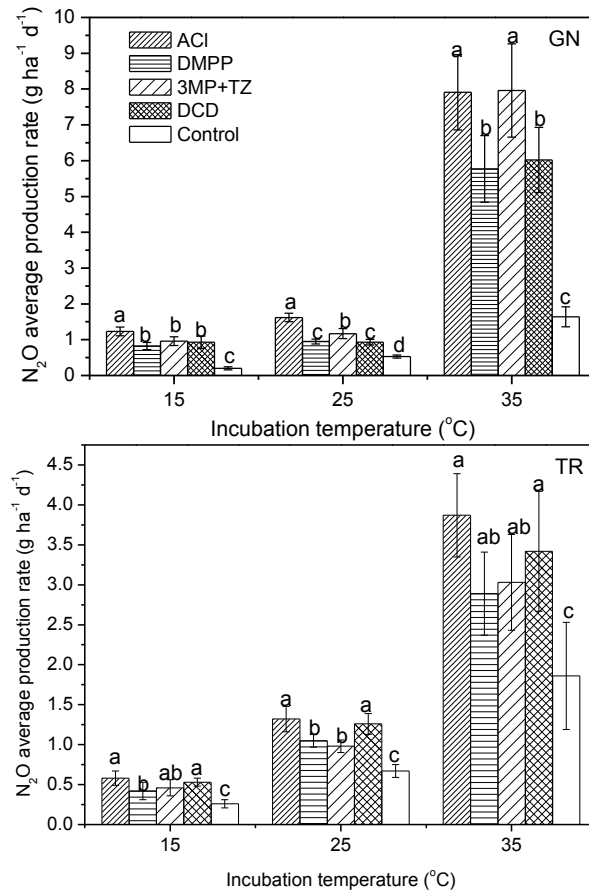 GN
ACl
DMPP
3MP+TZ
DCD
Control
N₂O average production rate (g ha⁻¹ d⁻¹)
10
9
8
7
6
5
4
3
2
1
0
a b b b c
a c b c d
a b a b c
15 25 35
Incubation temperature (°C)
TR
N₂O average production rate (g ha⁻¹ d⁻¹)
4.5
4.0
3.5
3.0
2.5
2.0
1.5
1.0
0.5
0.0
a b ab a c
a b b a c
a ab ab a c
15 25 35
Incubation temperature (°C)